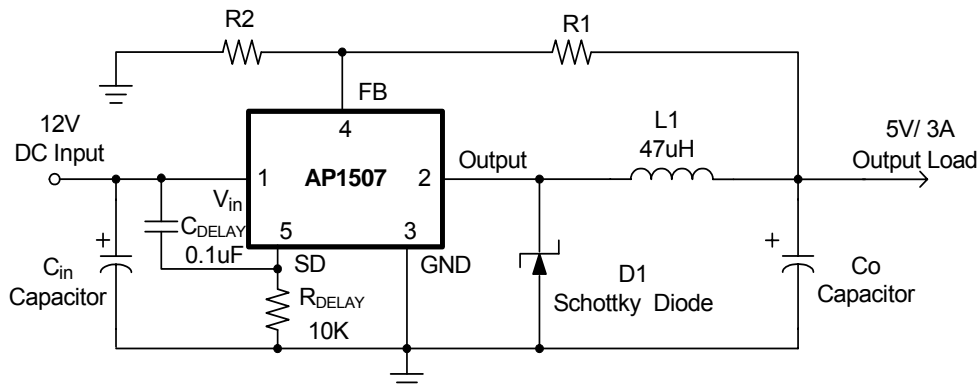 R2
R1
FB
4
12V
DC Input
L1
47uH
5V/ 3A
Output Load
Output
1
AP1507
2
Vin
CDELAY
0.1uF
5
3
SD
GND
+
Cin
Capacitor
RDELAY
10K
D1
Schottky Diode
+
Co
Capacitor